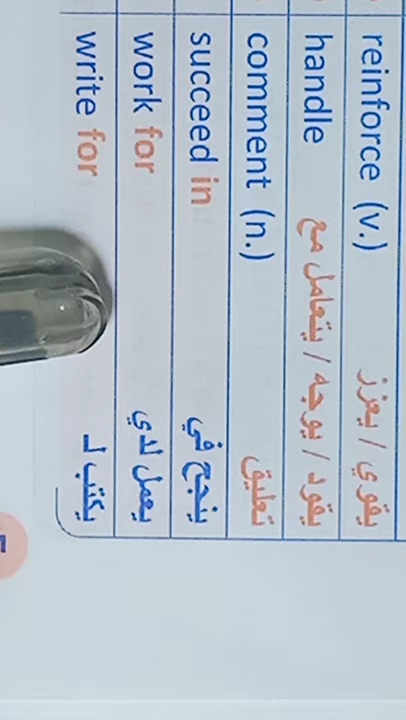 reinforce (v.) يقوي / يعزز
handle يقود / يوجه / يتعامل مع
comment (n.) تعليق
succeed in ينجح في
work for يعمل لدي
write for يكتب لـ